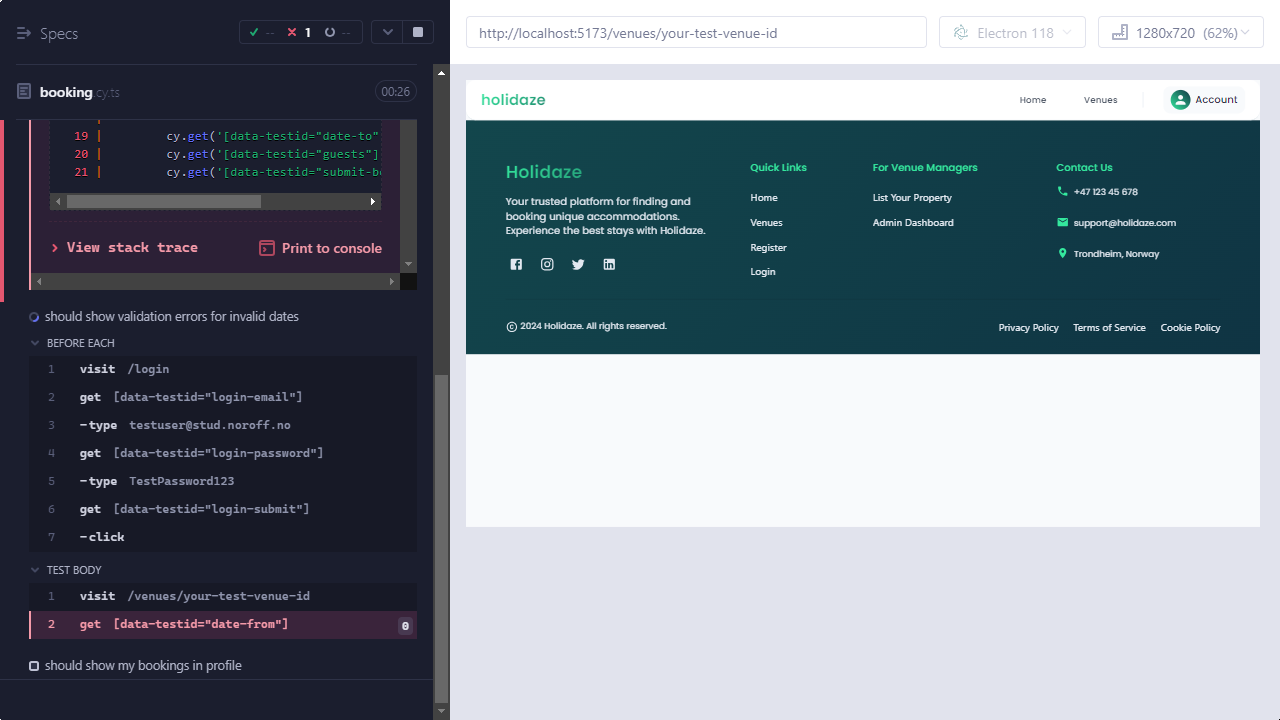 Specs
-- 1 --
booking.cy.ts
00:26
19 | cy.get('[data-testid="date-to"
20 | cy.get('[data-testid="guests"]
21 | cy.get('[data-testid="submit-bo
View stack trace
Print to console
should show validation errors for invalid dates
BEFORE EACH
1 visit /login
2 get [data-testid="login-email"]
3 -type testuser@stud.noroff.no
4 get [data-testid="login-password"]
5 -type TestPassword123
6 get [data-testid="login-submit"]
7 -click
TEST BODY
1 visit /venues/your-test-venue-id
2 get [data-testid="date-from"] 0
should show my bookings in profile
http://localhost:5173/venues/your-test-venue-id
Electron 118
1280x720 (62%)
holidaze
Home
Venues
Account
Holidaze
Your trusted platform for finding and
booking unique accommodations.
Experience the best stays with Holidaze.
Quick Links
Home
Venues
Register
Login
For Venue Managers
List Your Property
Admin Dashboard
Contact Us
+47 123 45 678
support@holidaze.com
Trondheim, Norway
© 2024 Holidaze. All rights reserved.
Privacy Policy
Terms of Service
Cookie Policy